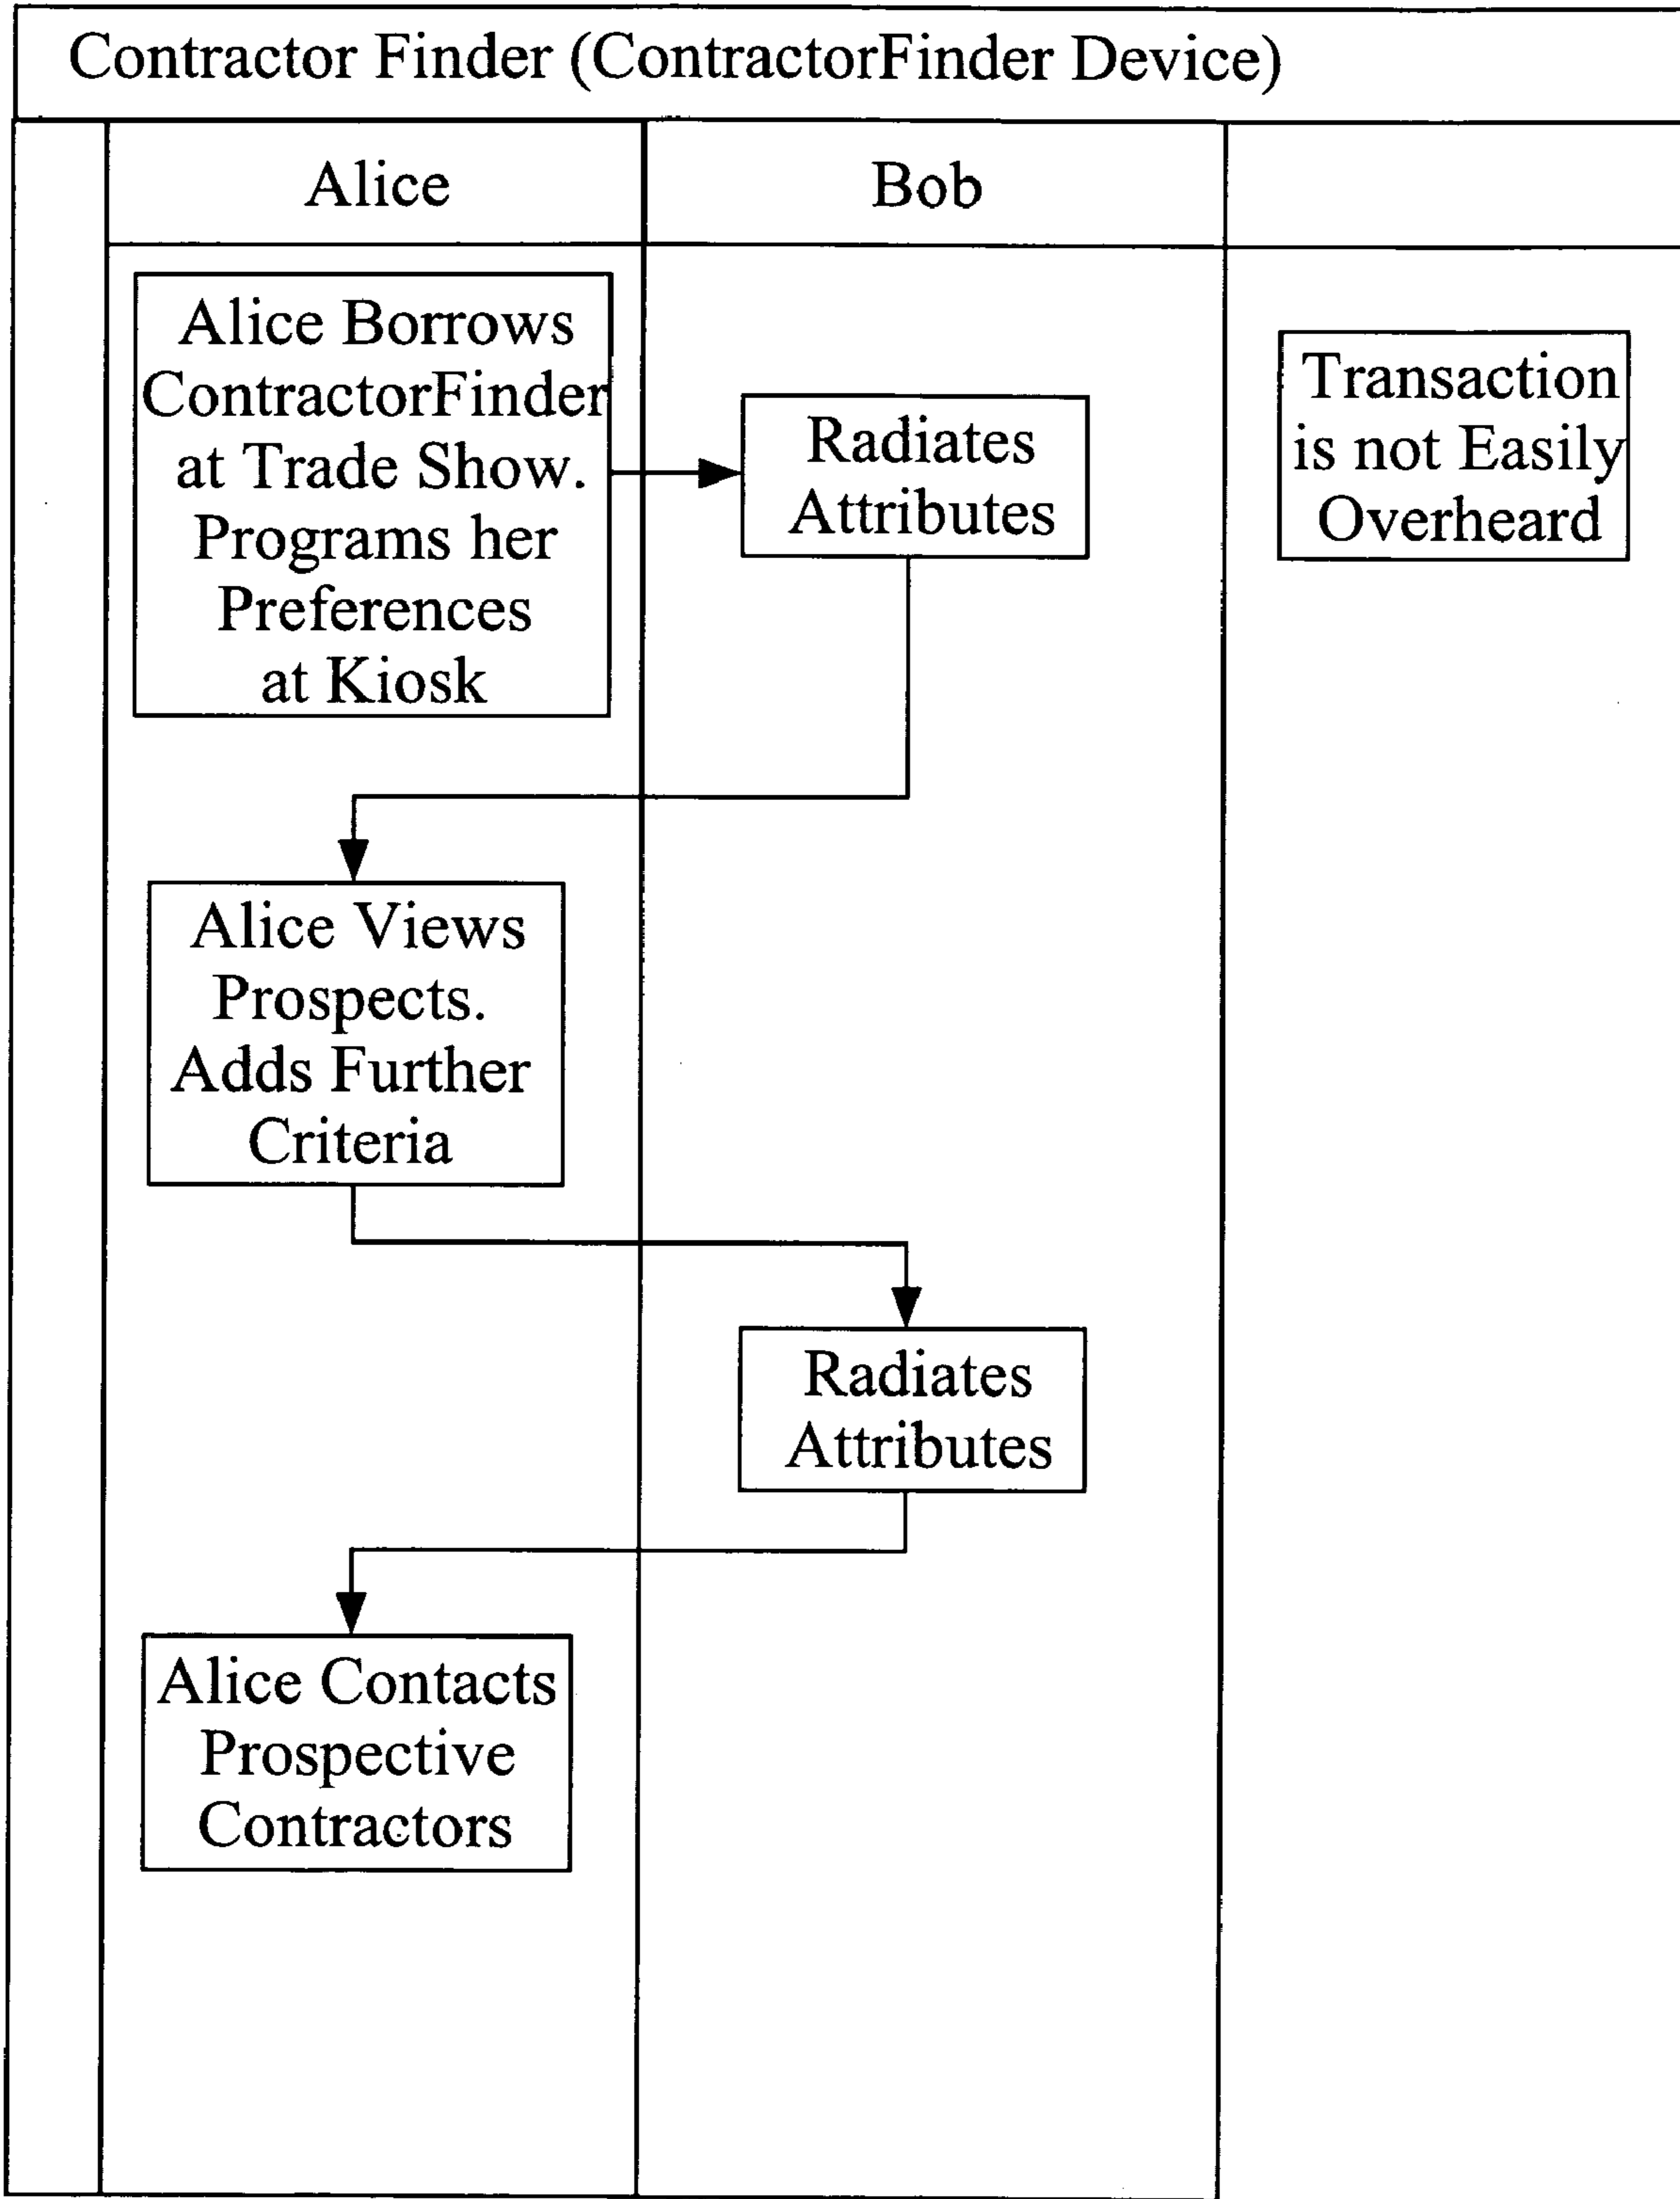 Contractor Finder (ContractorFinder Device)
Alice
Bob
Alice Borrows
ContractorFinder
at Trade Show.
Programs her
Preferences
at Kiosk
Radiates
Attributes
Transaction
is not Easily
Overheard
Alice Views
Prospects.
Adds Further
Criteria
Radiates
Attributes
Alice Contacts
Prospective
Contractors